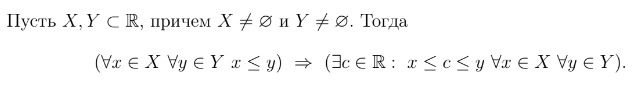 Пусть X, Y ⊂ ℝ, причем X ≠ ∅ и Y ≠ ∅. Тогда
(∀x ∈ X ∀y ∈ Y x ≤ y) ⇒ (∃c ∈ ℝ : x ≤ c ≤ y ∀x ∈ X ∀y ∈ Y).